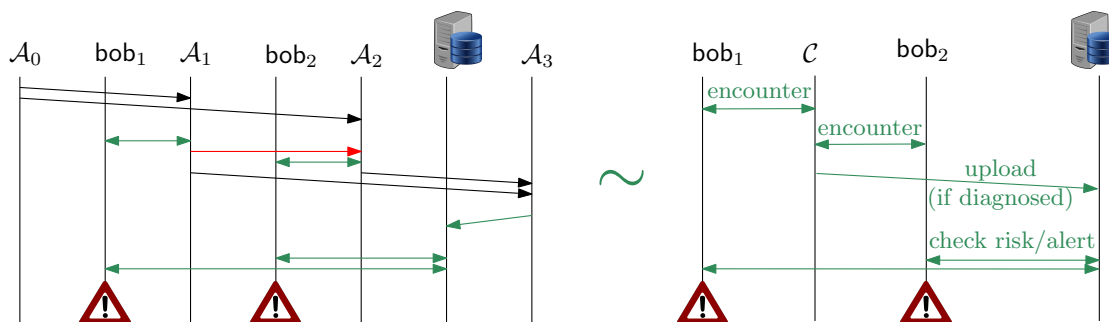 𝒜₀ bob₁ 𝒜₁ bob₂ 𝒜₂ 𝒜₃
∼
bob₁ 𝒞 bob₂
encounter
encounter
upload
(if diagnosed)
check risk/alert